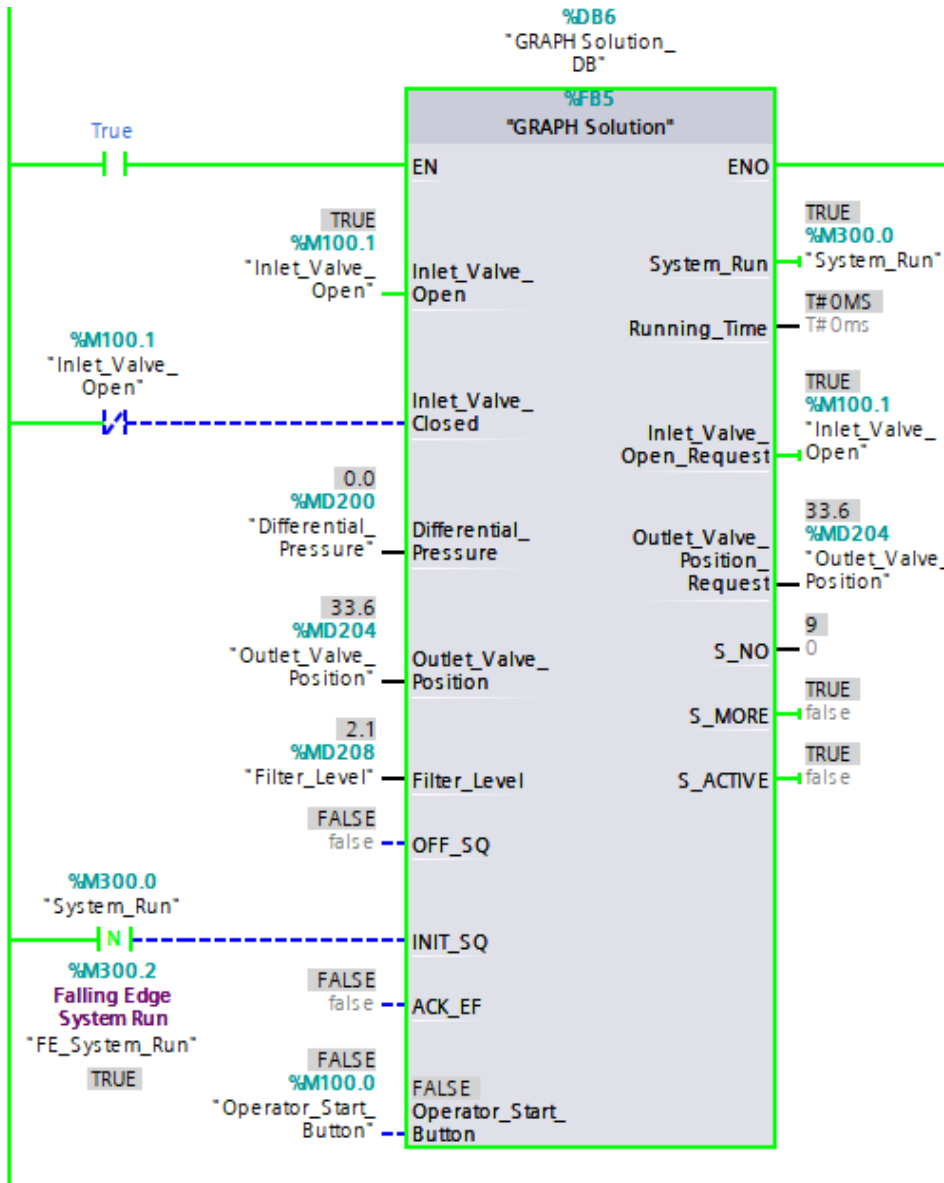 %DB6
"GRAPH Solution_
DB"
%FB5
"GRAPH Solution"
True
EN
ENO
TRUE
%M100.1
"Inlet_Valve_
Open"
Inlet_Valve_
Open
System_Run
TRUE
%M300.0
"System_Run"
Running_Time
T#0MS
T#0ms
%M100.1
"Inlet_Valve_
Open"
Inlet_Valve_
Closed
Inlet_Valve_
Open_Request
TRUE
%M100.1
"Inlet_Valve_
Open"
0.0
%MD200
"Differential_
Pressure"
Differential_
Pressure
Outlet_Valve_
Position_
Request
33.6
%MD204
"Outlet_Valve_
Position"
33.6
%MD204
"Outlet_Valve_
Position"
Outlet_Valve_
Position
S_NO
9
0
S_MORE
TRUE
false
2.1
%MD208
"Filter_Level"
Filter_Level
S_ACTIVE
TRUE
false
FALSE
false
OFF_SQ
%M300.0
"System_Run"
N
INIT_SQ
%M300.2
Falling Edge
System Run
"FE_System_Run"
TRUE
FALSE
false
ACK_EF
FALSE
%M100.0
"Operator_Start_
Button"
FALSE
Operator_Start_
Button